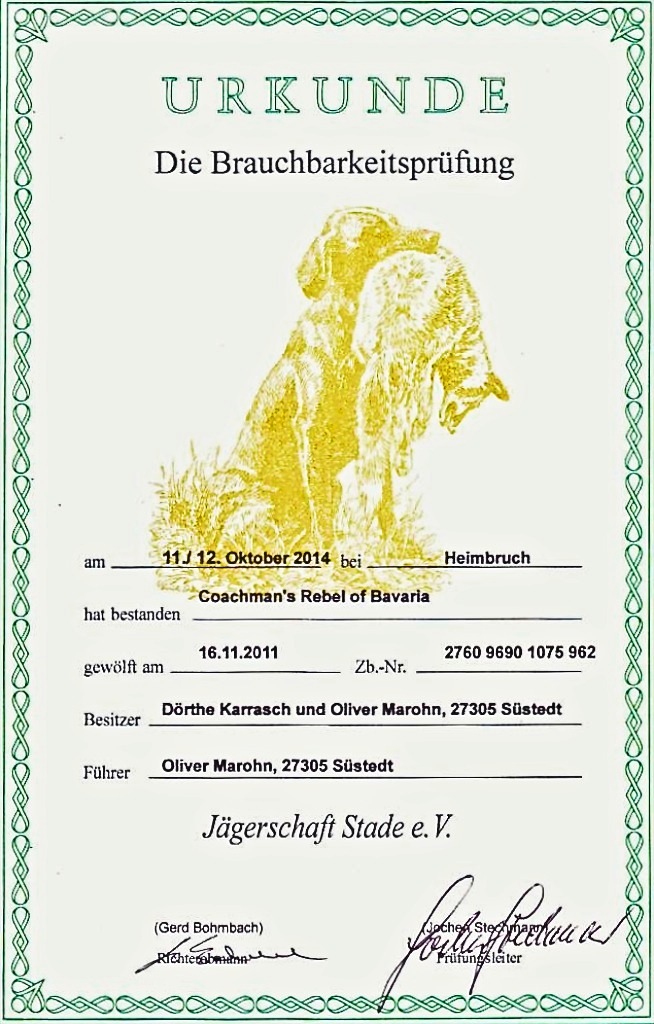 URKUNDE
Die Brauchbarkeitsprüfung
am 11./ 12. Oktober 2014 bei Heimbruch
hat bestanden Coachman's Rebel of Bavaria
gewölft am 16.11.2011 Zb.-Nr. 2760 9690 1075 962
Besitzer Dörthe Karrasch und Oliver Marohn, 27305 Süstedt
Führer Oliver Marohn, 27305 Süstedt
Jägerschaft Stade e. V.
(Gerd Bohmbach) (Jochen Stechmann)
Richterobmann Prüfungsleiter